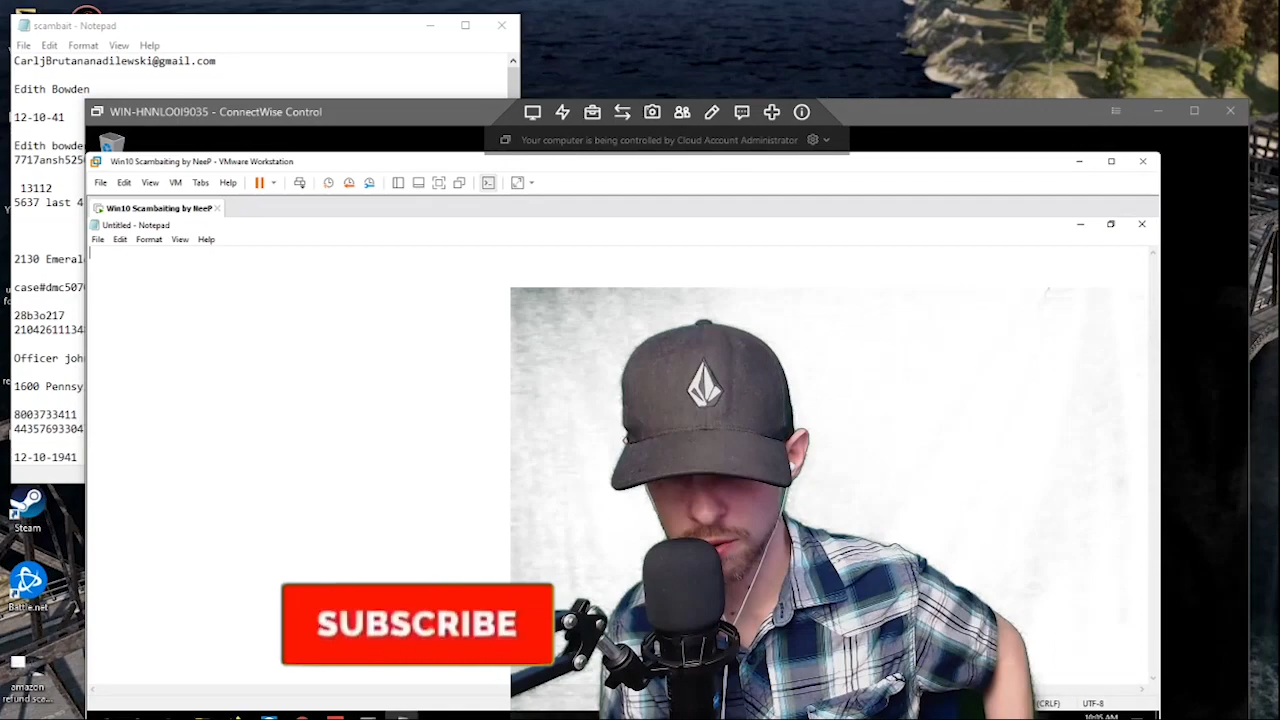 scambait - Notepad
File Edit Format View Help
CarljBrutananadilewski@gmail.com
Edith Bowden
12-10-41
Edith bowde
7717ansh525
13112
5637 last 4
2130 Emeral
case#dmc507
28b3o217
21042611134
Officer joh
1600 Pennsy
8003733411
44357693304
12-10-1941
WIN-HNNLO0I9035 - ConnectWise Control
Your computer is being controlled by Cloud Account Administrator
Win10 Scambaiting by NeeP - VMware Workstation
File Edit View VM Tabs Help
Win10 Scambaiting by NeeP
Untitled - Notepad
File Edit Format View Help
SUBSCRIBE
Steam
Battle.net
amazon
refund sca...
(CRLF) UTF-8
10:05 AM